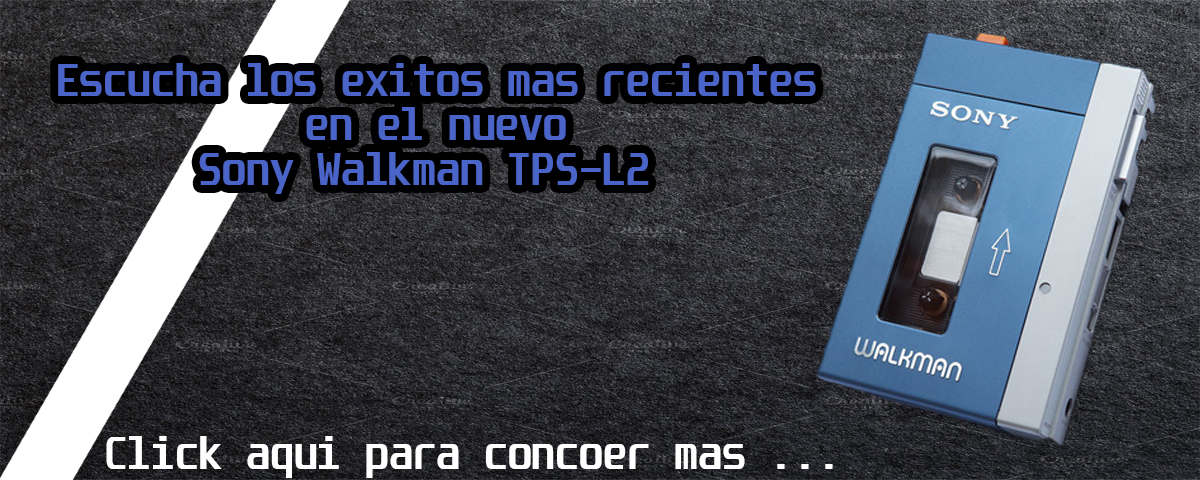 Escucha los exitos mas recientes
en el nuevo
Sony Walkman TPS-L2
SONY
WALKMAN
Click aqui para concoer mas ...